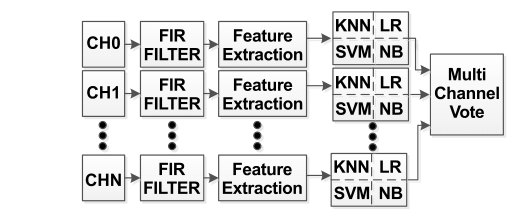 CH0
FIR
FILTER
Feature
Extraction
KNN LR
SVM NB
CH1
FIR
FILTER
Feature
Extraction
KNN LR
SVM NB
Multi
Channel
Vote
CHN
FIR
FILTER
Feature
Extraction
KNN LR
SVM NB